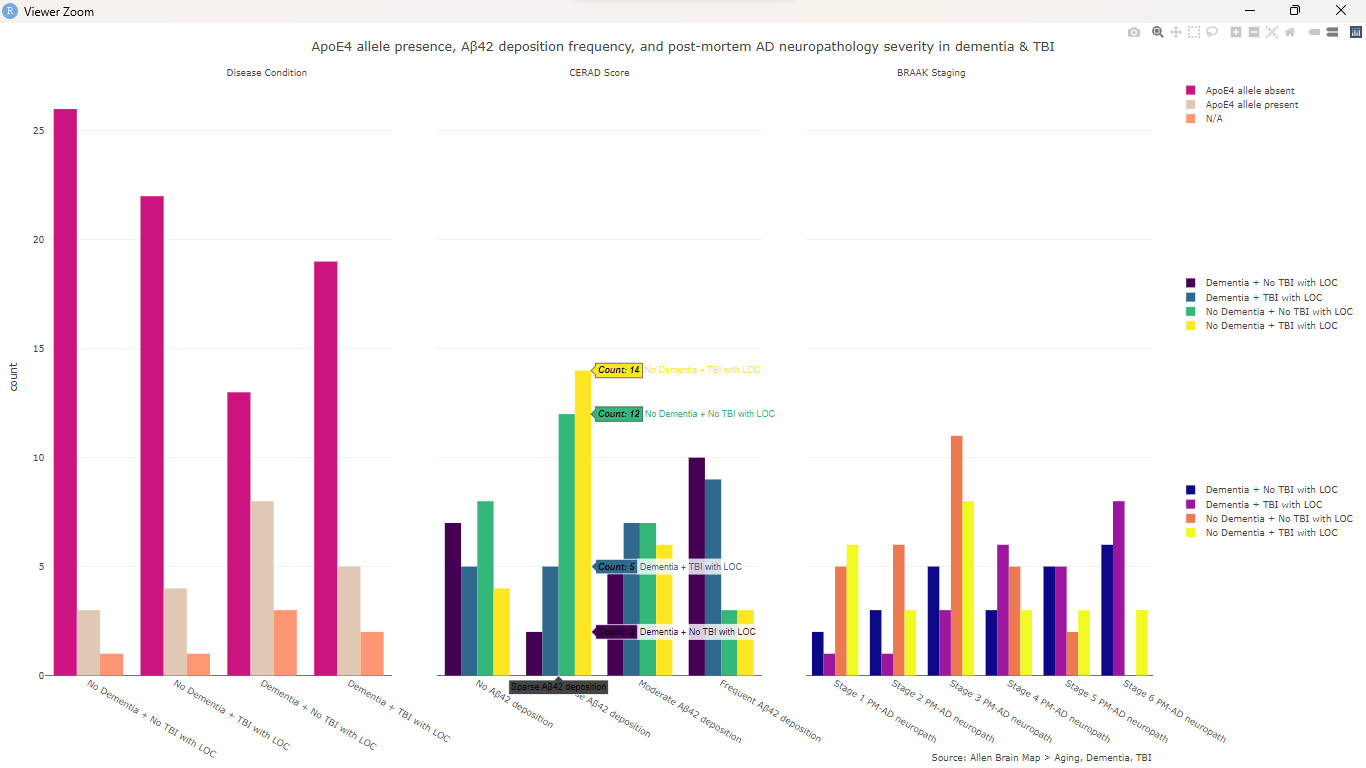 R Viewer Zoom
ApoE4 allele presence, Aβ42 deposition frequency, and post-mortem AD neuropathology severity in dementia & TBI
Disease Condition
CERAD Score
BRAAK Staging
ApoE4 allele absent
ApoE4 allele present
N/A
Dementia + No TBI with LOC
Dementia + TBI with LOC
No Dementia + No TBI with LOC
No Dementia + TBI with LOC
Dementia + No TBI with LOC
Dementia + TBI with LOC
No Dementia + No TBI with LOC
No Dementia + TBI with LOC
count
25
20
15
10
5
0
Count: 14 No Dementia + TBI with LOC
Count: 12 No Dementia + No TBI with LOC
Count: 5 Dementia + TBI with LOC
Count: 2 Dementia + No TBI with LOC
No Dementia + No TBI with LOC
No Dementia + TBI with LOC
Dementia + No TBI with LOC
Dementia + TBI with LOC
No Aβ42 deposition
Sparse Aβ42 deposition
Aβ42 deposition
Moderate Aβ42 deposition
Frequent Aβ42 deposition
Stage 1 PM-AD neuropath
Stage 2 PM-AD neuropath
Stage 3 PM-AD neuropath
Stage 4 PM-AD neuropath
Stage 5 PM-AD neuropath
Stage 6 PM-AD neuropath
Source: Allen Brain Map > Aging, Dementia, TBI